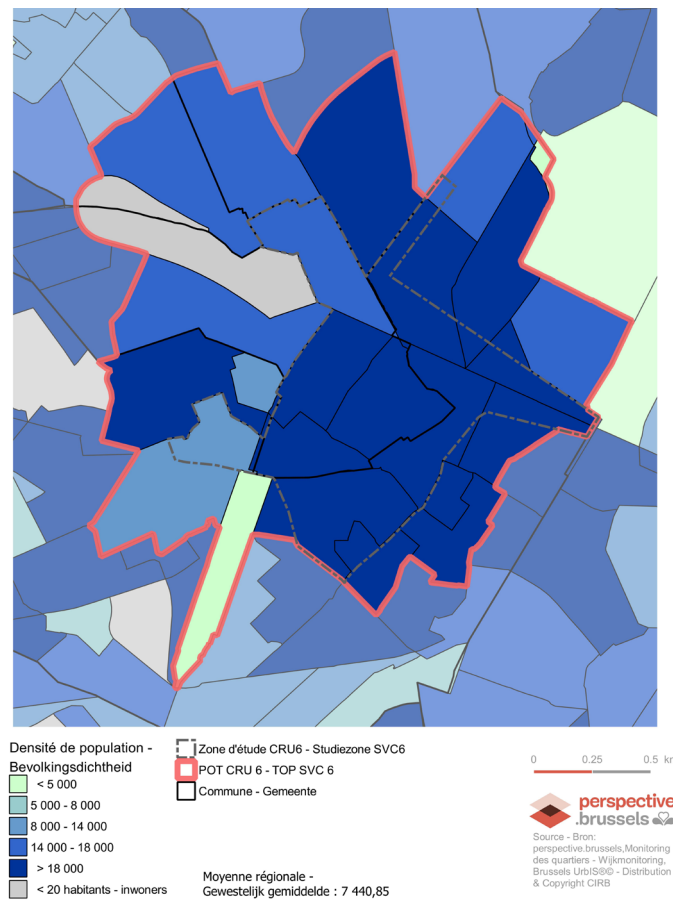 Densité de population -
Bevolkingsdichtheid
< 5 000
5 000 - 8 000
8 000 - 14 000
14 000 - 18 000
> 18 000
< 20 habitants - inwoners
Zone d'étude CRU6 - Studiezone SVC6
POT CRU 6 - TOP SVC 6
Commune - Gemeente
Moyenne régionale -
Gewestelijk gemiddelde : 7 440,85
0 0.25 0.5 km
perspective
.brussels
Source - Bron:
perspective.brussels,Monitoring
des quartiers - Wijkmonitoring,
Brussels UrbIS®© - Distribution
& Copyright CIRB